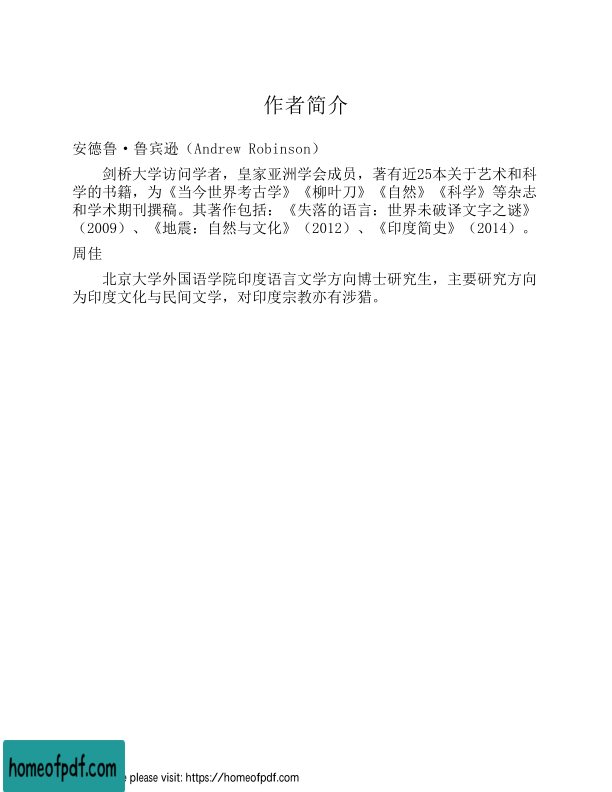 作者简介
安德鲁·鲁宾逊（Andrew Robinson）
剑桥大学访问学者，皇家亚洲学会成员，著有近25本关于艺术和科
学的书籍，为《当今世界考古学》《柳叶刀》《自然》《科学》等杂志
和学术期刊撰稿。其著作包括：《失落的语言：世界未破译文字之谜》
（2009）、《地震：自然与文化》（2012）、《印度简史》（2014）。
周佳
北京大学外国语学院印度语言文学方向博士研究生，主要研究方向
为印度文化与民间文学，对印度宗教亦有涉猎。
homeofpdf.com
e please visit: https://homeofpdf.com